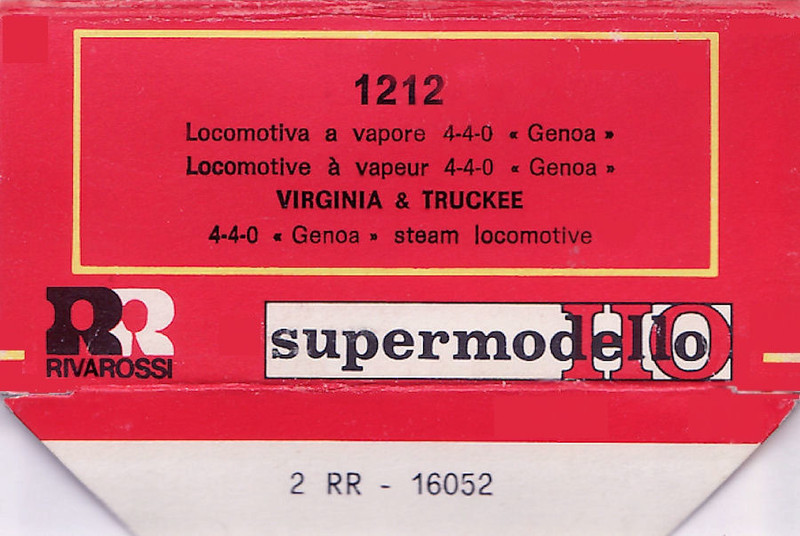 1212
Locomotiva a vapore 4-4-0 « Genoa »
Locomotive à vapeur 4-4-0 « Genoa »
VIRGINIA & TRUCKEE
4-4-0 « Genoa » steam locomotive
RR
RIVAROSSI
supermodello HO
2 RR - 16052